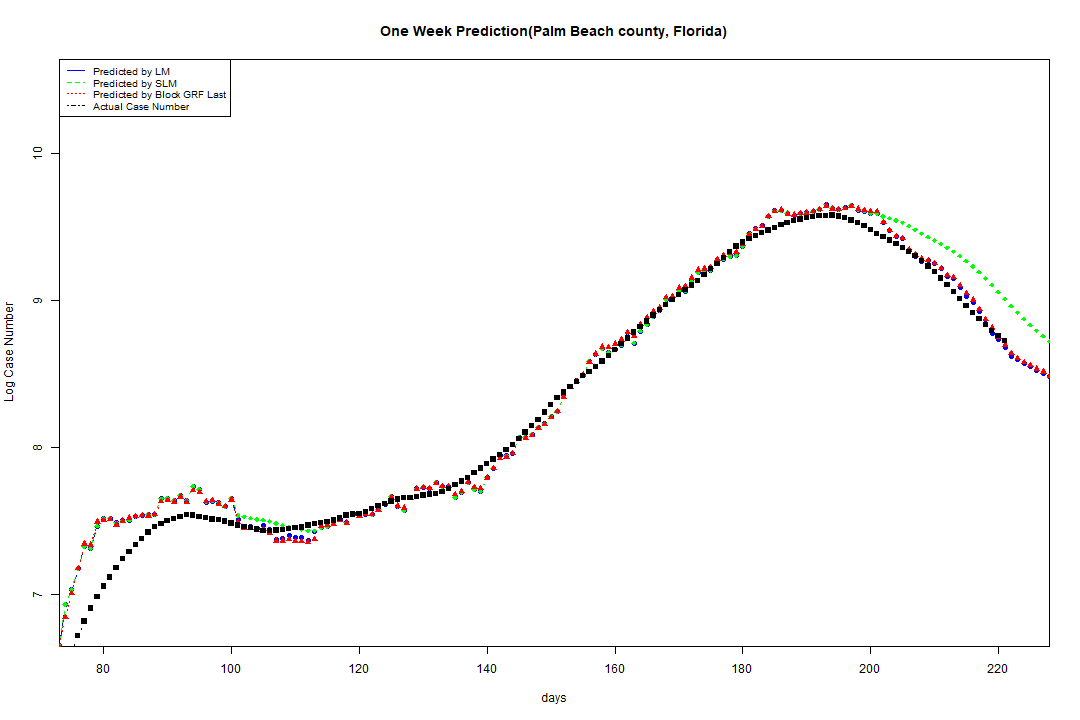 One Week Prediction(Palm Beach county, Florida)
Predicted by LM
Predicted by SLM
Predicted by Block GRF Last
Actual Case Number
10
9
8
7
Log Case Number
80 100 120 140 160 180 200 220
days